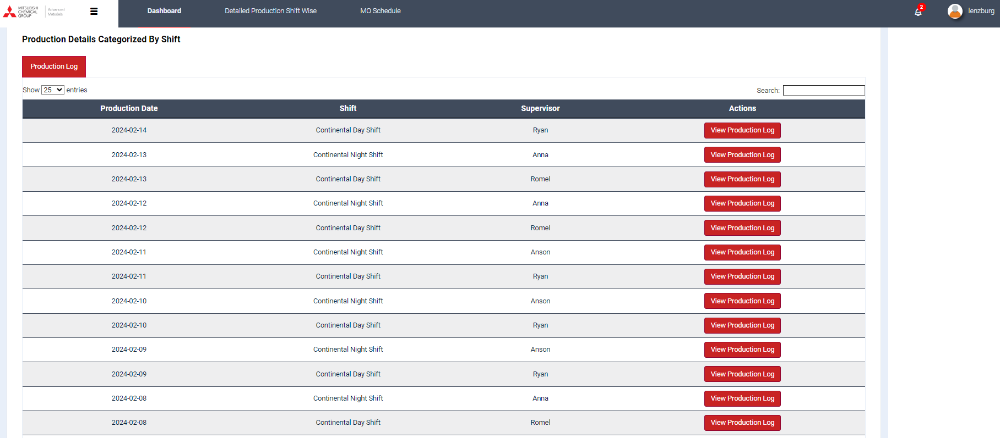 MITSUBISHI
CHEMICAL
GROUP
Advanced
Materials
Dashboard
Detailed Production Shift Wise
MO Schedule
2
lenzburg
Production Details Categorized By Shift
Production Log
Show 25 entries
Search:
Production Date Shift Supervisor Actions
2024-02-14 Continental Day Shift Ryan View Production Log
2024-02-13 Continental Night Shift Anna View Production Log
2024-02-13 Continental Day Shift Romel View Production Log
2024-02-12 Continental Night Shift Anna View Production Log
2024-02-12 Continental Day Shift Romel View Production Log
2024-02-11 Continental Night Shift Anson View Production Log
2024-02-11 Continental Day Shift Ryan View Production Log
2024-02-10 Continental Night Shift Anson View Production Log
2024-02-10 Continental Day Shift Ryan View Production Log
2024-02-09 Continental Night Shift Anson View Production Log
2024-02-09 Continental Day Shift Ryan View Production Log
2024-02-08 Continental Night Shift Anna View Production Log
2024-02-08 Continental Day Shift Romel View Production Log